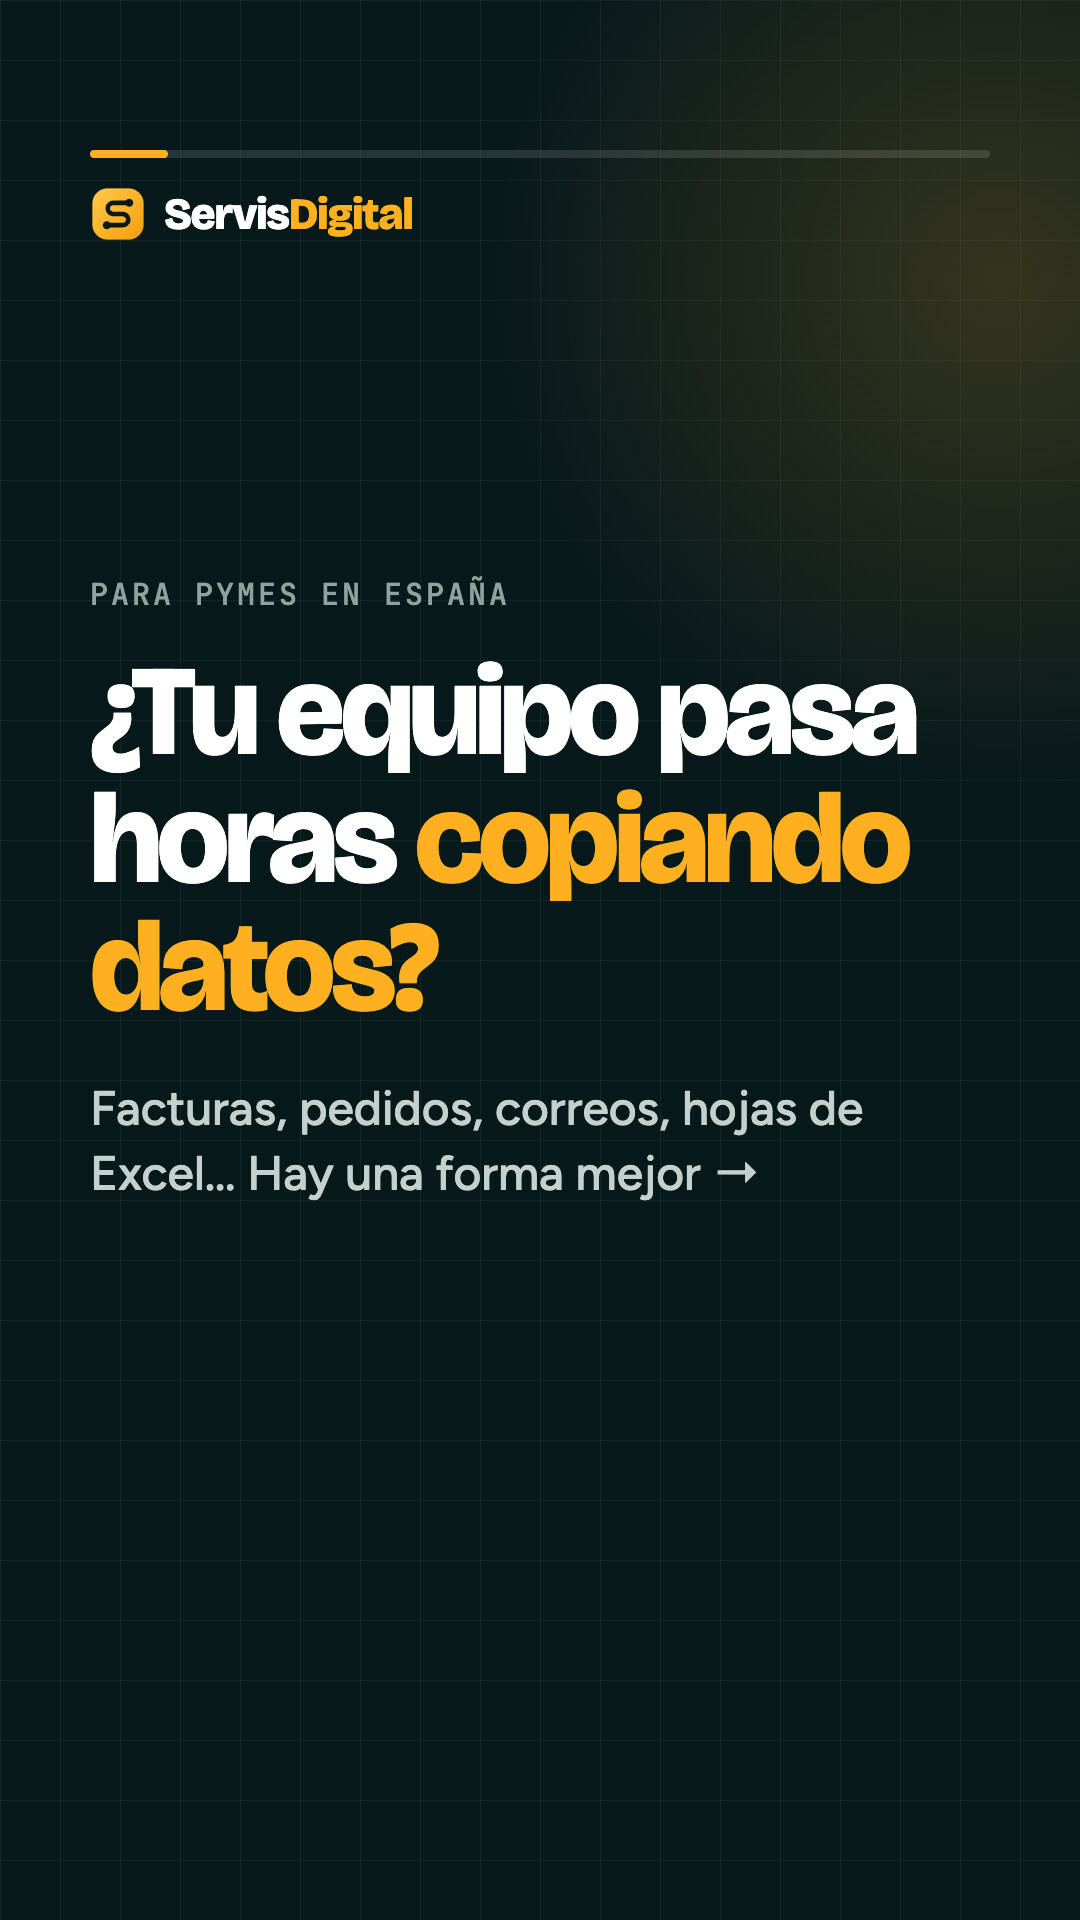 ServisDigital
PARA PYMES EN ESPAÑA
¿Tu equipo pasa
horas copiando
datos?
Facturas, pedidos, correos, hojas de
Excel... Hay una forma mejor →